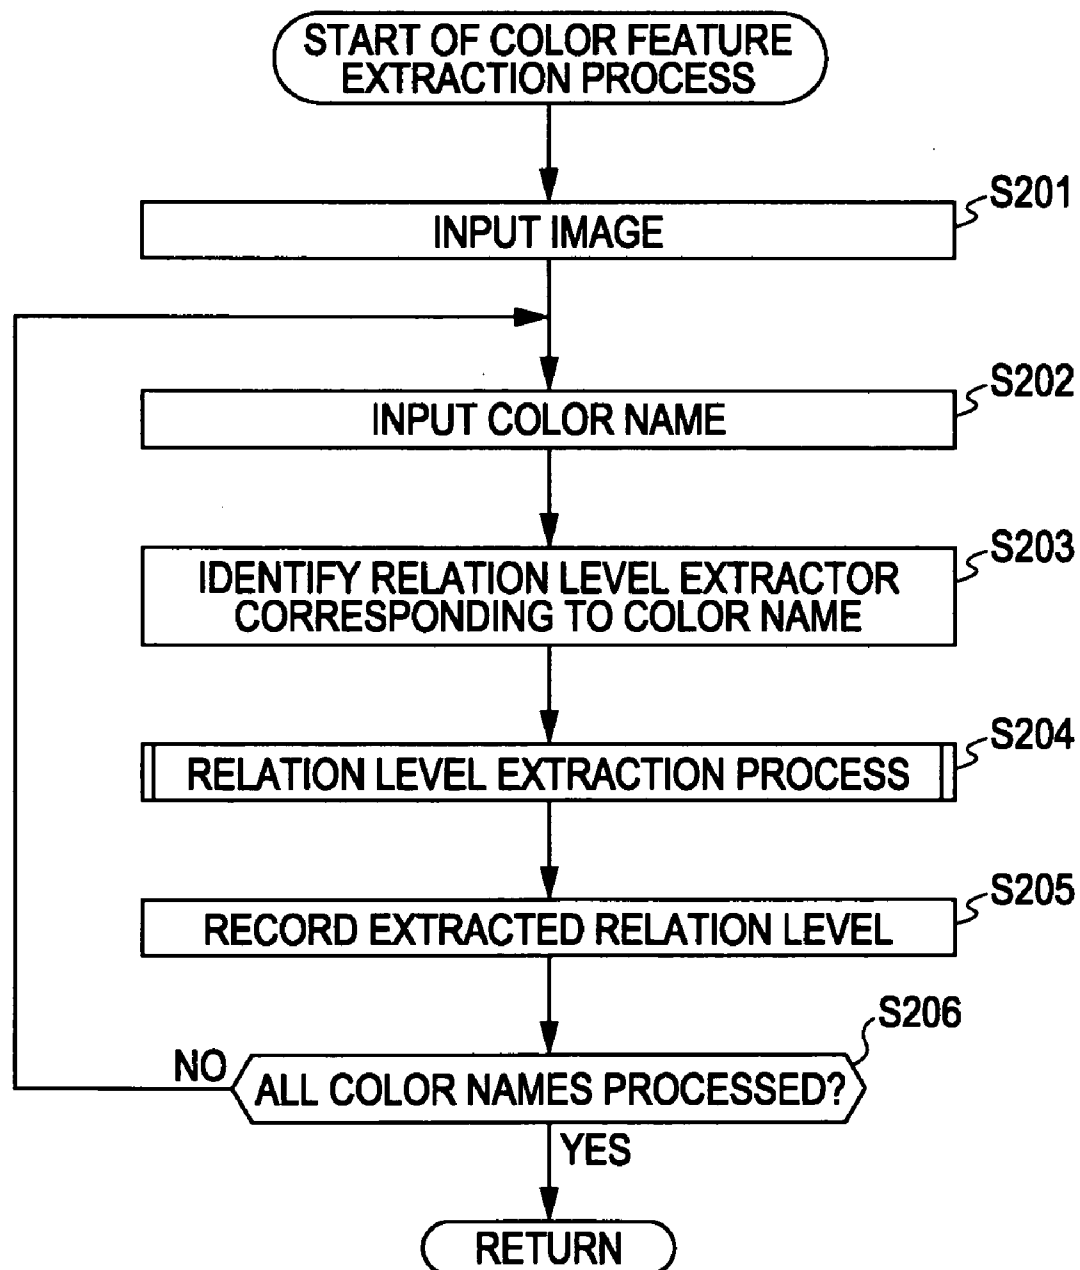 START OF COLOR FEATURE
EXTRACTION PROCESS
S201
INPUT IMAGE
S202
INPUT COLOR NAME
S203
IDENTIFY RELATION LEVEL EXTRACTOR
CORRESPONDING TO COLOR NAME
S204
RELATION LEVEL EXTRACTION PROCESS
S205
RECORD EXTRACTED RELATION LEVEL
S206
NO
ALL COLOR NAMES PROCESSED?
YES
RETURN